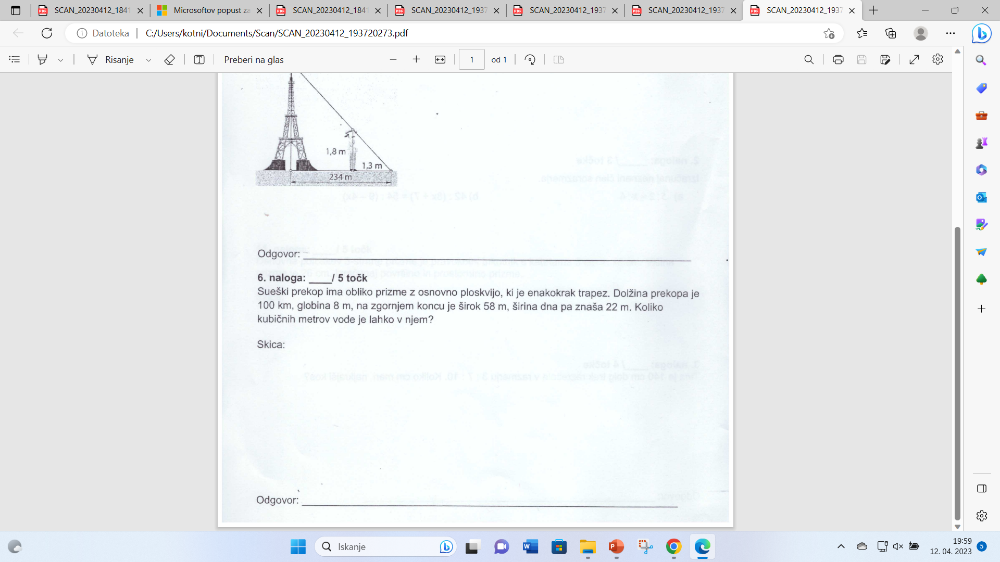 SCAN_20230412_1841
Microsoftov popust za
SCAN_20230412_1841
SCAN_20230412_1937
SCAN_20230412_1937
SCAN_20230412_1937
SCAN_20230412_1937
Datoteka
C:/Users/kotni/Documents/Scan/SCAN_20230412_193720273.pdf
Risanje
Preberi na glas
1
od 1
1,8 m
1,3 m
234 m
Odgovor:
6. naloga: ____/ 5 točk
Sueški prekop ima obliko prizme z osnovno ploskvijo, ki je enakokrak trapez. Dolžina prekopa je
100 km, globina 8 m, na zgornjem koncu je širok 58 m, širina dna pa znaša 22 m. Koliko
kubičnih metrov vode je lahko v njem?
Skica:
Odgovor:
Iskanje
19:59
12. 04. 2023
5